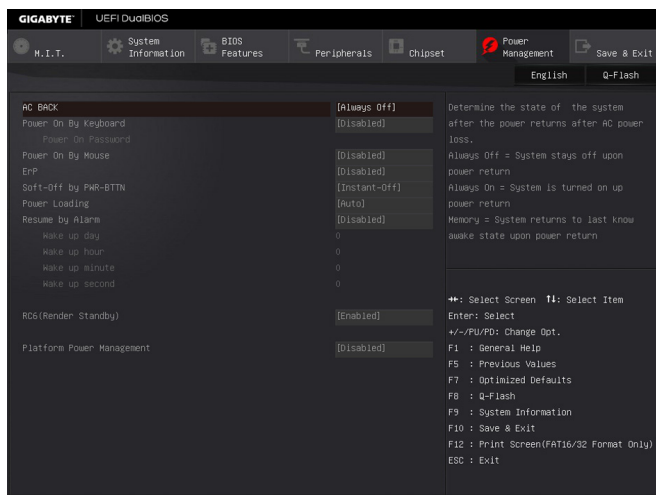 GIGABYTE™ UEFI DualBIOS
M.I.T.
System Information
BIOS Features
Peripherals
Chipset
Power Management
Save & Exit
English
Q-Flash
AC BACK [Always Off]
Power On By Keyboard [Disabled]
Power On Password
Power On By Mouse [Disabled]
ErP [Disabled]
Soft-Off by PWR-BTTN [Instant-Off]
Power Loading [Auto]
Resume by Alarm [Disabled]
Wake up day 0
Wake up hour 0
Wake up minute 0
Wake up second 0
RC6(Render Standby) [Enabled]
Platform Power Management [Disabled]
Determine the state of the system
after the power returns after AC power
loss.
Always Off = System stays off upon
power return
Always On = System is turned on up
power return
Memory = System returns to last know
awake state upon power return
→←: Select Screen ↑↓: Select Item
Enter: Select
+/-/PU/PD: Change Opt.
F1 : General Help
F5 : Previous Values
F7 : Optimized Defaults
F8 : Q-Flash
F9 : System Information
F10 : Save & Exit
F12 : Print Screen(FAT16/32 Format Only)
ESC : Exit